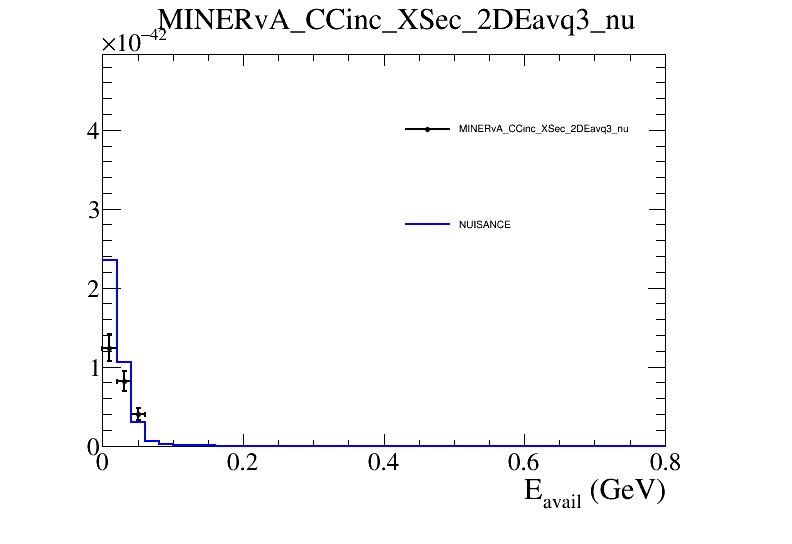 MINERvA_CCinc_XSec_2DEavq3_nu
×10⁻⁴²
MINERvA_CCinc_XSec_2DEavq3_nu
NUISANCE
4
3
2
1
0
0 0.2 0.4 0.6 0.8
E_avail (GeV)